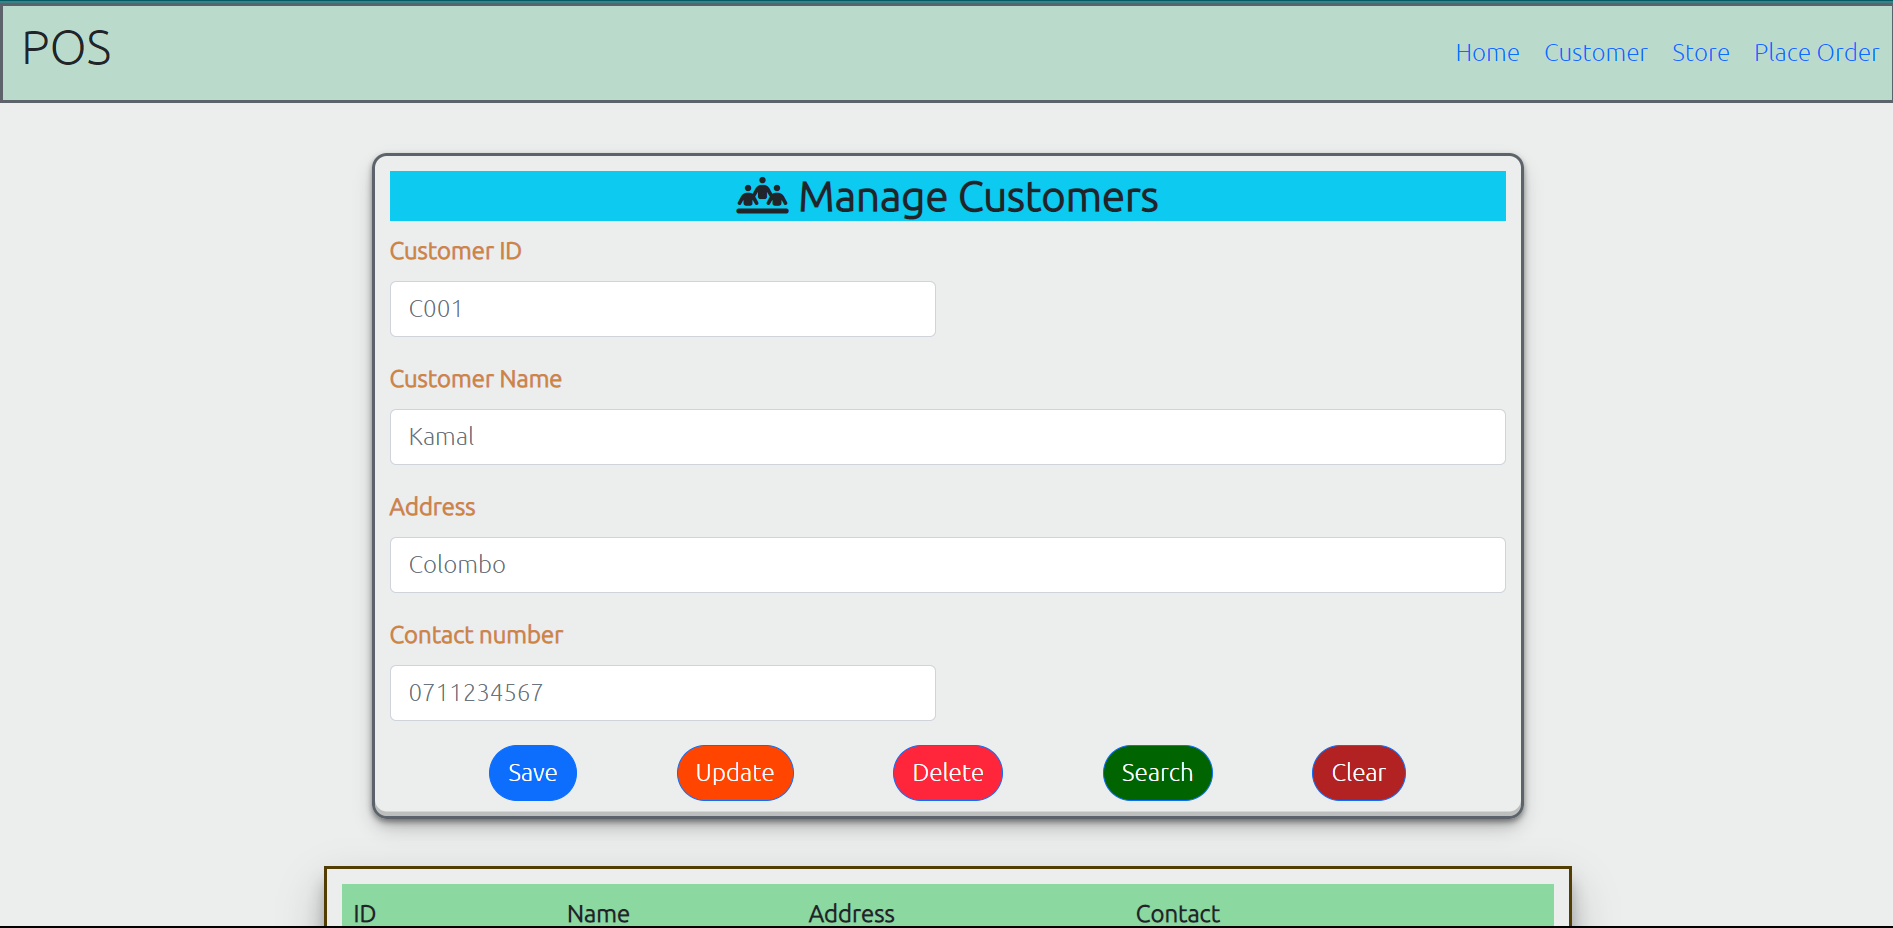 POS
Home Customer Store Place Order
Manage Customers
Customer ID
C001
Customer Name
Kamal
Address
Colombo
Contact number
0711234567
Save Update Delete Search Clear
ID Name Address Contact